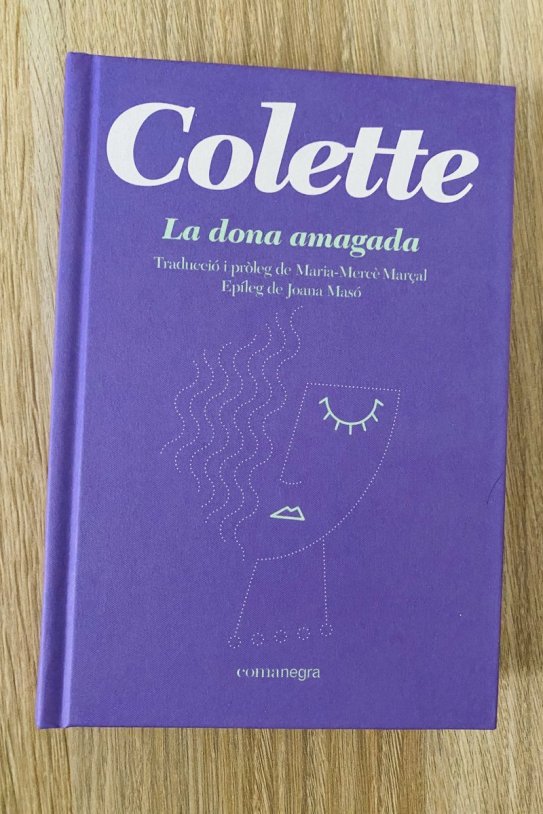 Colette
La dona amagada
Traducció i pròleg de Maria-Mercè Marçal
Epíleg de Joana Masó
comanegra